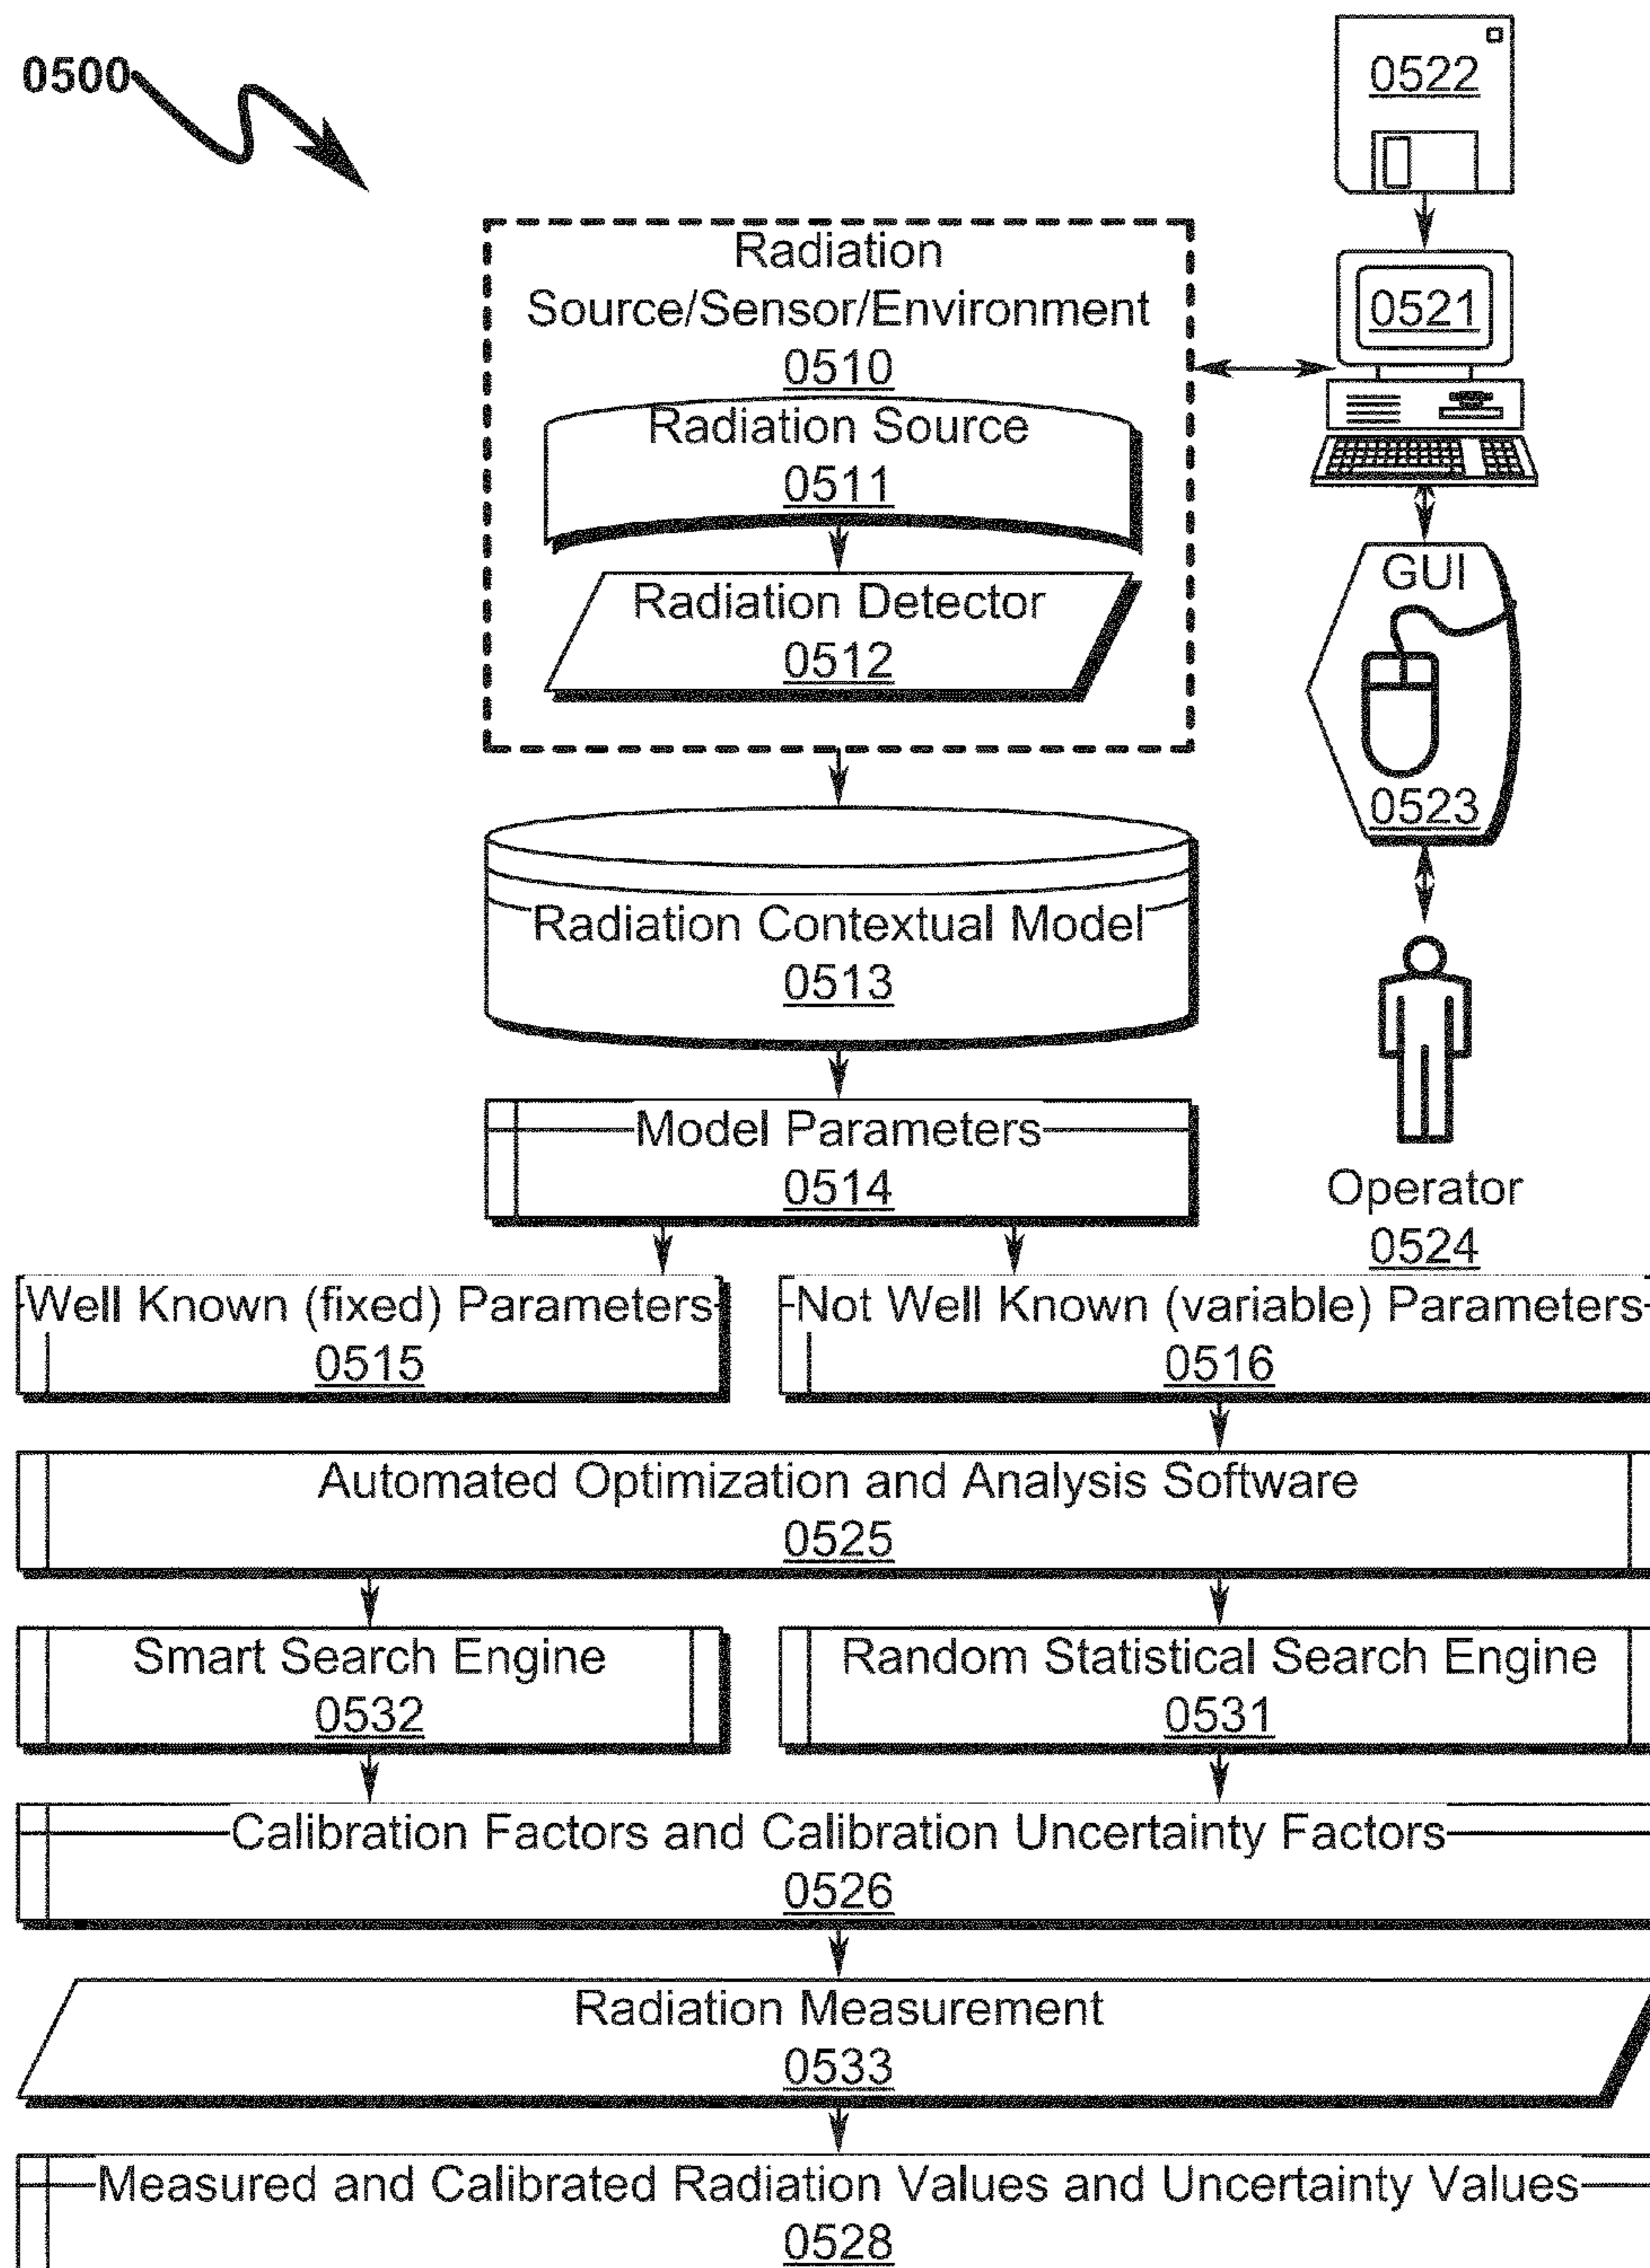 0500
0522
Radiation
Source/Sensor/Environment
0510
0521
Radiation Source
0511
Radiation Detector
0512
GUI
0523
Radiation Contextual Model
0513
Model Parameters
0514
Operator
0524
Well Known (fixed) Parameters
0515
Not Well Known (variable) Parameters
0516
Automated Optimization and Analysis Software
0525
Smart Search Engine
0532
Random Statistical Search Engine
0531
Calibration Factors and Calibration Uncertainty Factors
0526
Radiation Measurement
0533
Measured and Calibrated Radiation Values and Uncertainty Values
0528